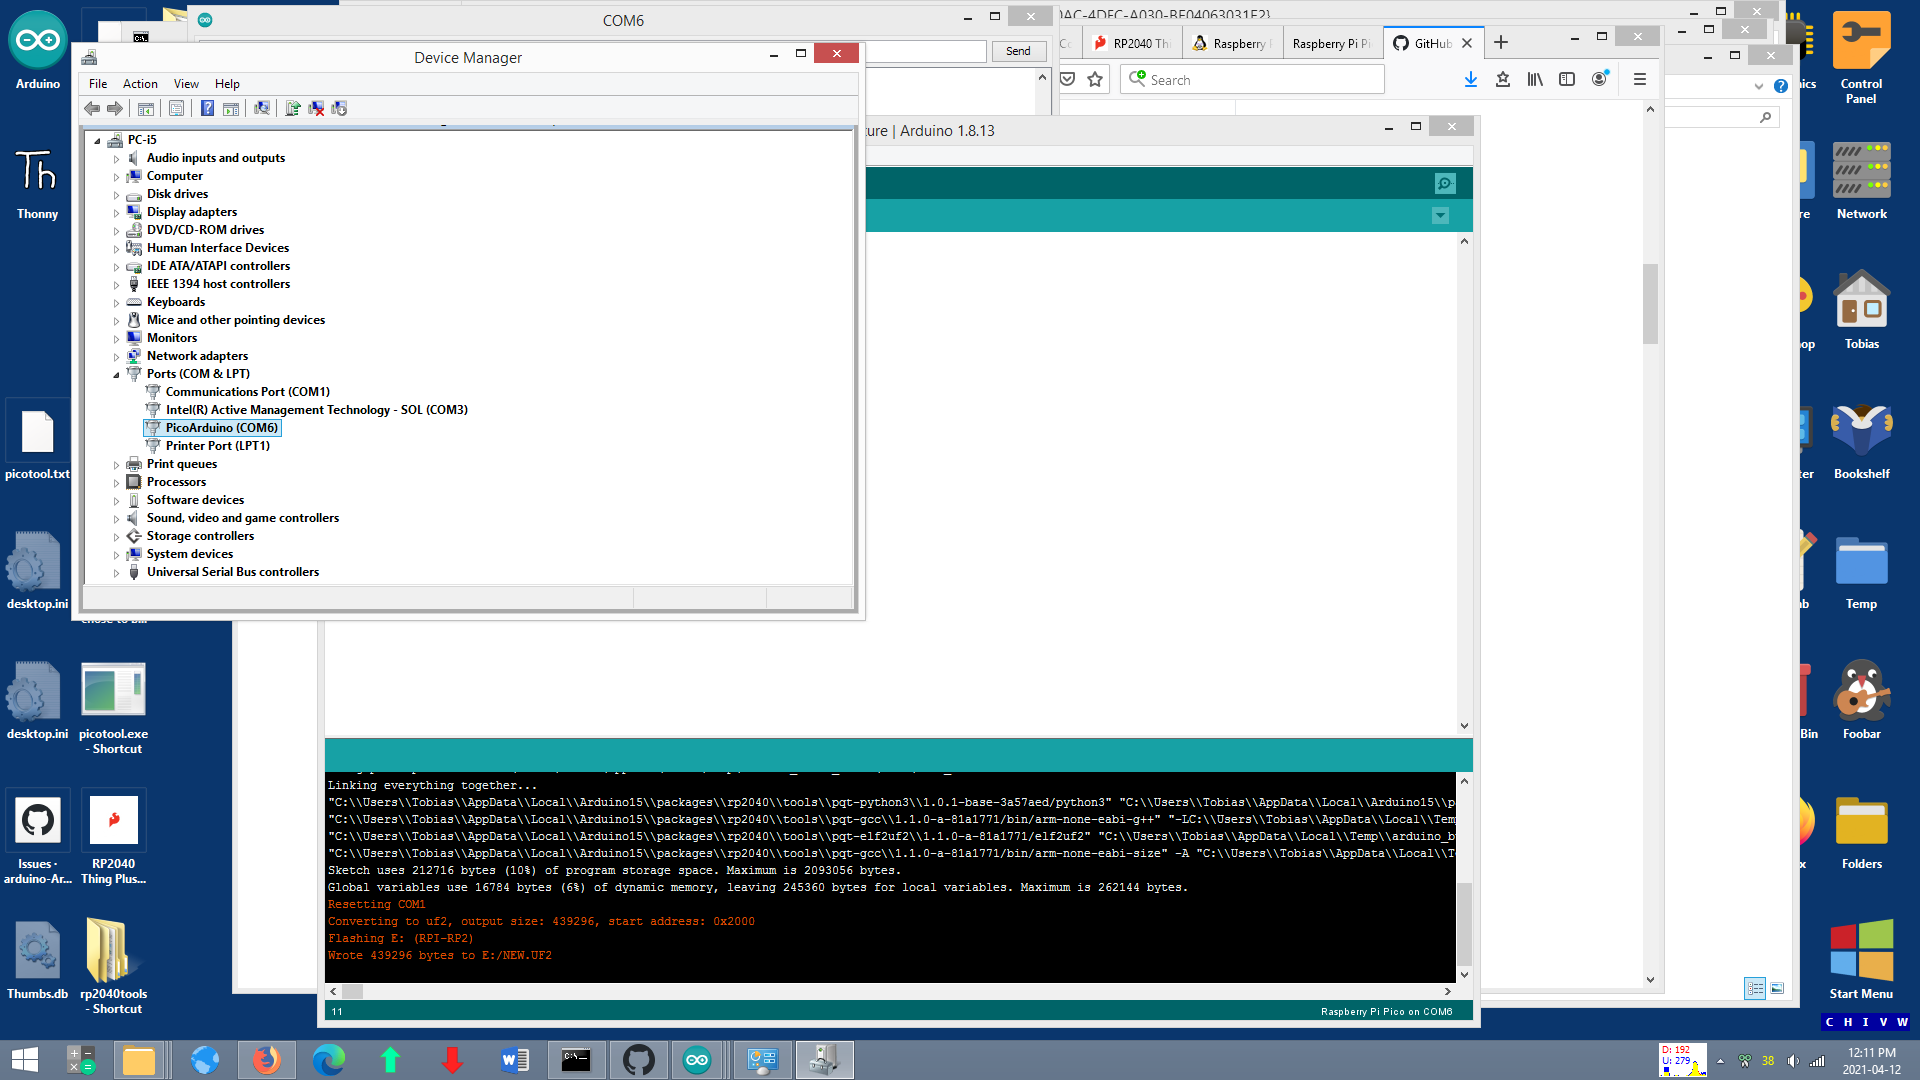 COM6
0AC-4DFC-A030-BF04063031F2}
Send
RP2040 Thi
Raspberry
Raspberry Pi Pi
GitHub
Search
Device Manager
File Action View Help
ture | Arduino 1.8.13
PC-i5
Audio inputs and outputs
Computer
Disk drives
Display adapters
DVD/CD-ROM drives
Human Interface Devices
IDE ATA/ATAPI controllers
IEEE 1394 host controllers
Keyboards
Mice and other pointing devices
Monitors
Network adapters
Ports (COM & LPT)
Communications Port (COM1)
Intel(R) Active Management Technology - SOL (COM3)
PicoArduino (COM6)
Printer Port (LPT1)
Print queues
Processors
Software devices
Sound, video and game controllers
Storage controllers
System devices
Universal Serial Bus controllers
Arduino
Th
Thonny
picotool.txt
desktop.ini
desktop.ini
picotool.exe
- Shortcut
Issues ·
arduino-Ar...
RP2040
Thing Plus...
Thumbs.db
rp2040tools
- Shortcut
Control
Panel
Network
Tobias
Bookshelf
Temp
Foobar
Folders
Start Menu
Bin
C H I V W
Linking everything together...
"C:\\Users\\Tobias\\AppData\\Local\\Arduino15\\packages\\rp2040\\tools\\pqt-python3\\1.0.1-base-3a57aed/python3" "C:\\Users\\Tobias\\AppData\\Local\\Arduino15\\p
"C:\\Users\\Tobias\\AppData\\Local\\Arduino15\\packages\\rp2040\\tools\\pqt-gcc\\1.1.0-a-81a1771/bin/arm-none-eabi-g++" "-LC:\\Users\\Tobias\\AppData\\Local\\Tem
"C:\\Users\\Tobias\\AppData\\Local\\Arduino15\\packages\\rp2040\\tools\\pqt-elf2uf2\\1.1.0-a-81a1771/elf2uf2" "C:\\Users\\Tobias\\AppData\\Local\\Temp\\arduino_b
"C:\\Users\\Tobias\\AppData\\Local\\Arduino15\\packages\\rp2040\\tools\\pqt-gcc\\1.1.0-a-81a1771/bin/arm-none-eabi-size" -A "C:\\Users\\Tobias\\AppData\\Local\\T
Sketch uses 212716 bytes (10%) of program storage space. Maximum is 2093056 bytes.
Global variables use 16784 bytes (6%) of dynamic memory, leaving 245360 bytes for local variables. Maximum is 262144 bytes.
Resetting COM1
Converting to uf2, output size: 439296, start address: 0x2000
Flashing E: (RPI-RP2)
Wrote 439296 bytes to E:/NEW.UF2
11
Raspberry Pi Pico on COM6
D: 192
U: 279
38
12:11 PM
2021-04-12